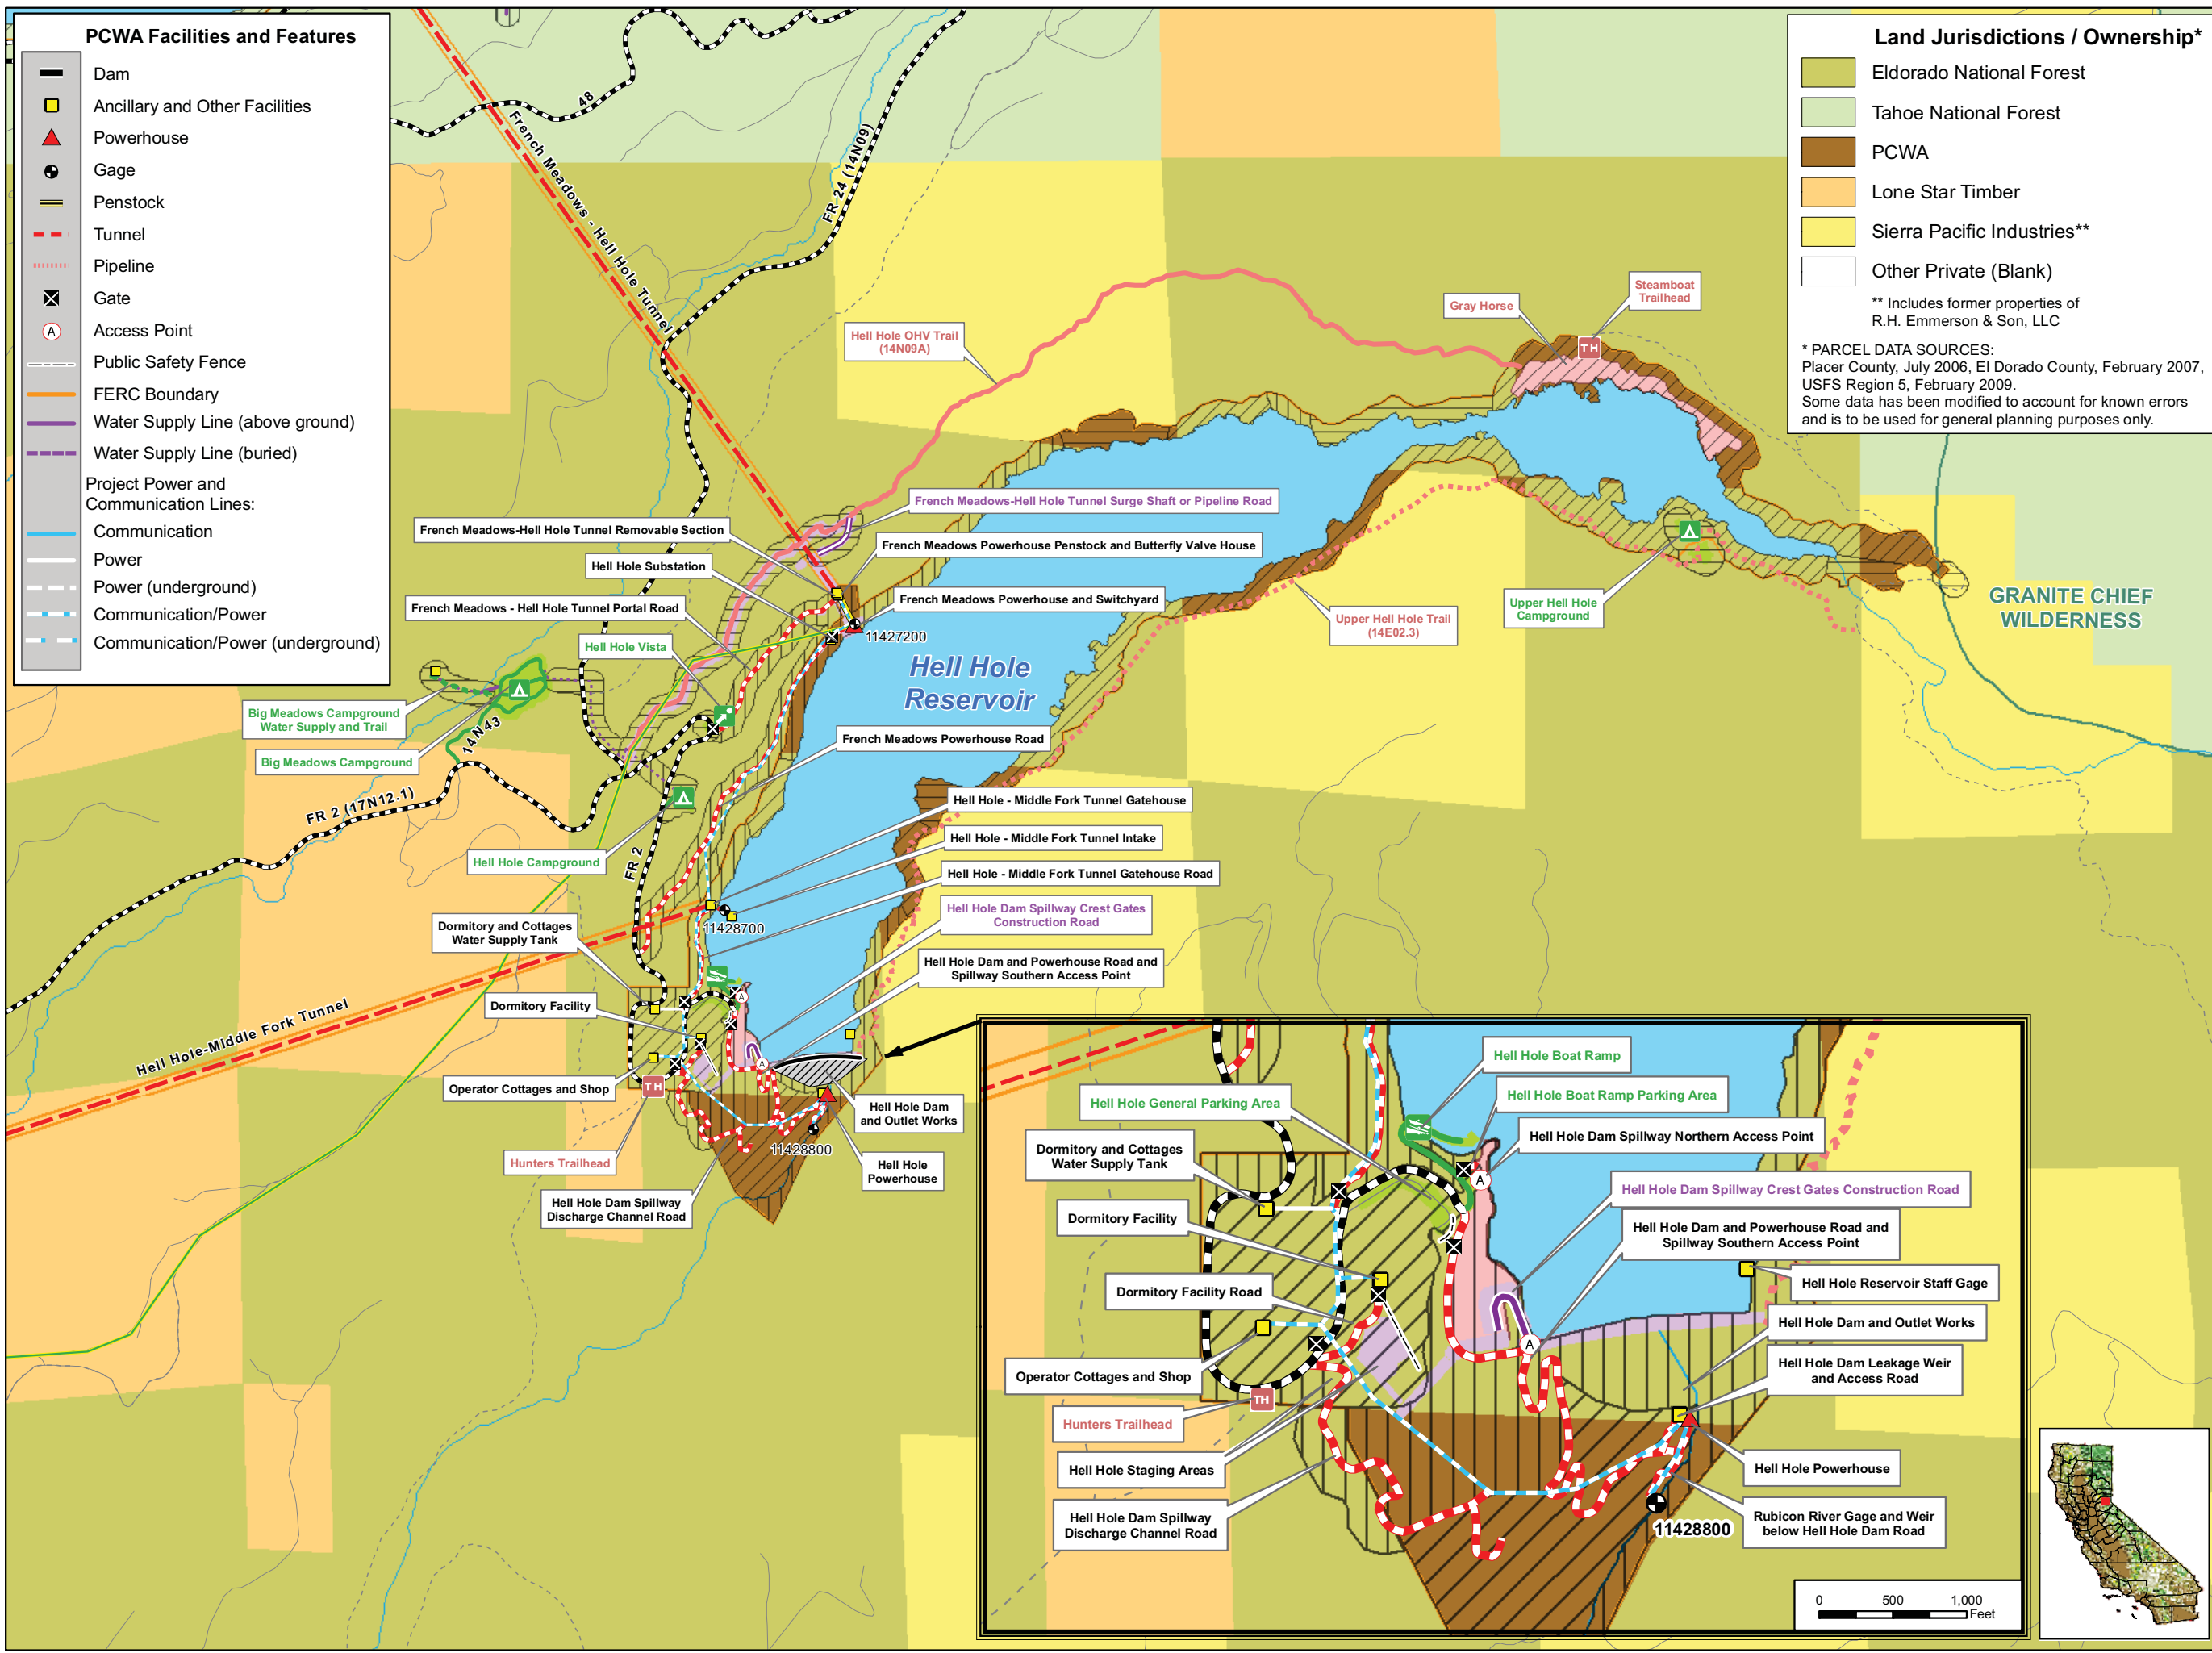 PCWA Facilities and Features
Dam
Ancillary and Other Facilities
Powerhouse
Gage
Penstock
Tunnel
Pipeline
Gate
A
Access Point
Public Safety Fence
FERC Boundary
Water Supply Line (above ground)
Water Supply Line (buried)
Project Power and
Communication Lines:
Communication
Power
Power (underground)
Communication/Power
Communication/Power (underground)
Land Jurisdictions / Ownership*
Eldorado National Forest
Tahoe National Forest
PCWA
Lone Star Timber
Sierra Pacific Industries**
Other Private (Blank)
** Includes former properties of
R.H. Emmerson & Son, LLC
* PARCEL DATA SOURCES:
Placer County, July 2006, El Dorado County, February 2007,
USFS Region 5, February 2009.
Some data has been modified to account for known errors
and is to be used for general planning purposes only.
48
French Meadows - Hell Hole Tunnel
FR 24 (14N09)
Hell Hole OHV Trail
(14N09A)
Gray Horse
Steamboat
Trailhead
TH
French Meadows-Hell Hole Tunnel Surge Shaft or Pipeline Road
French Meadows-Hell Hole Tunnel Removable Section
French Meadows Powerhouse Penstock and Butterfly Valve House
Hell Hole Substation
French Meadows Powerhouse and Switchyard
French Meadows - Hell Hole Tunnel Portal Road
11427200
Hell Hole Vista
Hell Hole
Reservoir
Upper Hell Hole Trail
(14E02.3)
Upper Hell Hole
Campground
GRANITE CHIEF
WILDERNESS
Big Meadows Campground
Water Supply and Trail
14N43
Big Meadows Campground
French Meadows Powerhouse Road
FR 2 (17N12.1)
Hell Hole Campground
FR 2
Hell Hole - Middle Fork Tunnel Gatehouse
Hell Hole - Middle Fork Tunnel Intake
Hell Hole - Middle Fork Tunnel Gatehouse Road
Hell Hole Dam Spillway Crest Gates
Construction Road
11428700
Dormitory and Cottages
Water Supply Tank
Hell Hole Dam and Powerhouse Road and
Spillway Southern Access Point
Dormitory Facility
A
Hell Hole-Middle Fork Tunnel
A
Operator Cottages and Shop
TH
Hell Hole Dam
and Outlet Works
11428800
Hunters Trailhead
Hell Hole
Powerhouse
Hell Hole Dam Spillway
Discharge Channel Road
Hell Hole Boat Ramp
Hell Hole Boat Ramp Parking Area
Hell Hole General Parking Area
Hell Hole Dam Spillway Northern Access Point
Dormitory and Cottages
Water Supply Tank
A
Hell Hole Dam Spillway Crest Gates Construction Road
Dormitory Facility
Hell Hole Dam and Powerhouse Road and
Spillway Southern Access Point
Hell Hole Reservoir Staff Gage
Dormitory Facility Road
Hell Hole Dam and Outlet Works
A
Operator Cottages and Shop
Hell Hole Dam Leakage Weir
and Access Road
TH
Hunters Trailhead
Hell Hole Staging Areas
Hell Hole Powerhouse
Hell Hole Dam Spillway
Discharge Channel Road
11428800
Rubicon River Gage and Weir
below Hell Hole Dam Road
0 500 1,000
Feet